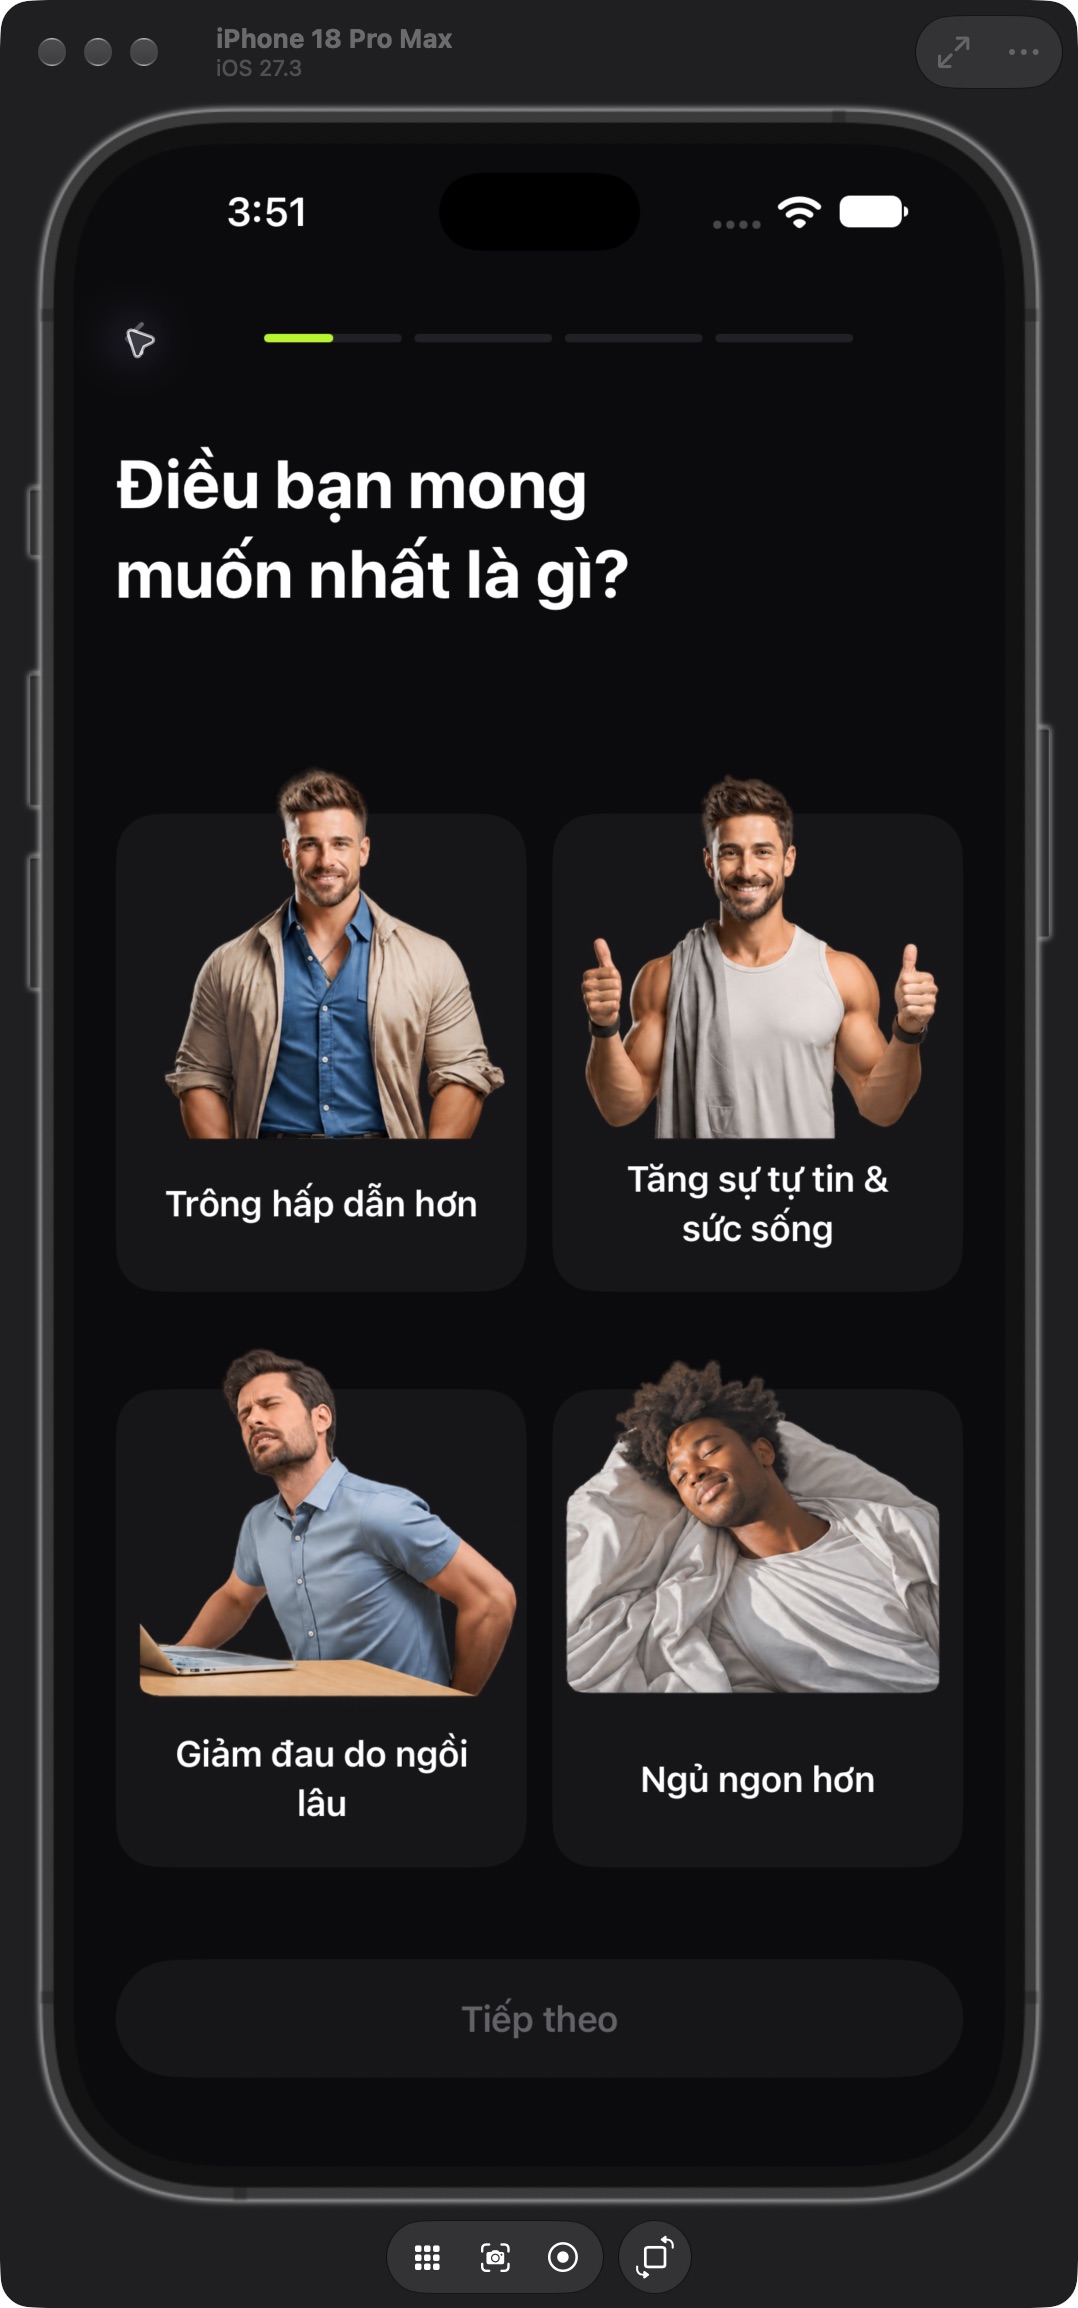 iPhone 18 Pro Max
iOS 27.3
3:51
Điều bạn mong
muốn nhất là gì?
Trông hấp dẫn hơn
Tăng sự tự tin &
sức sống
Giảm đau do ngồi
lâu
Ngủ ngon hơn
Tiếp theo